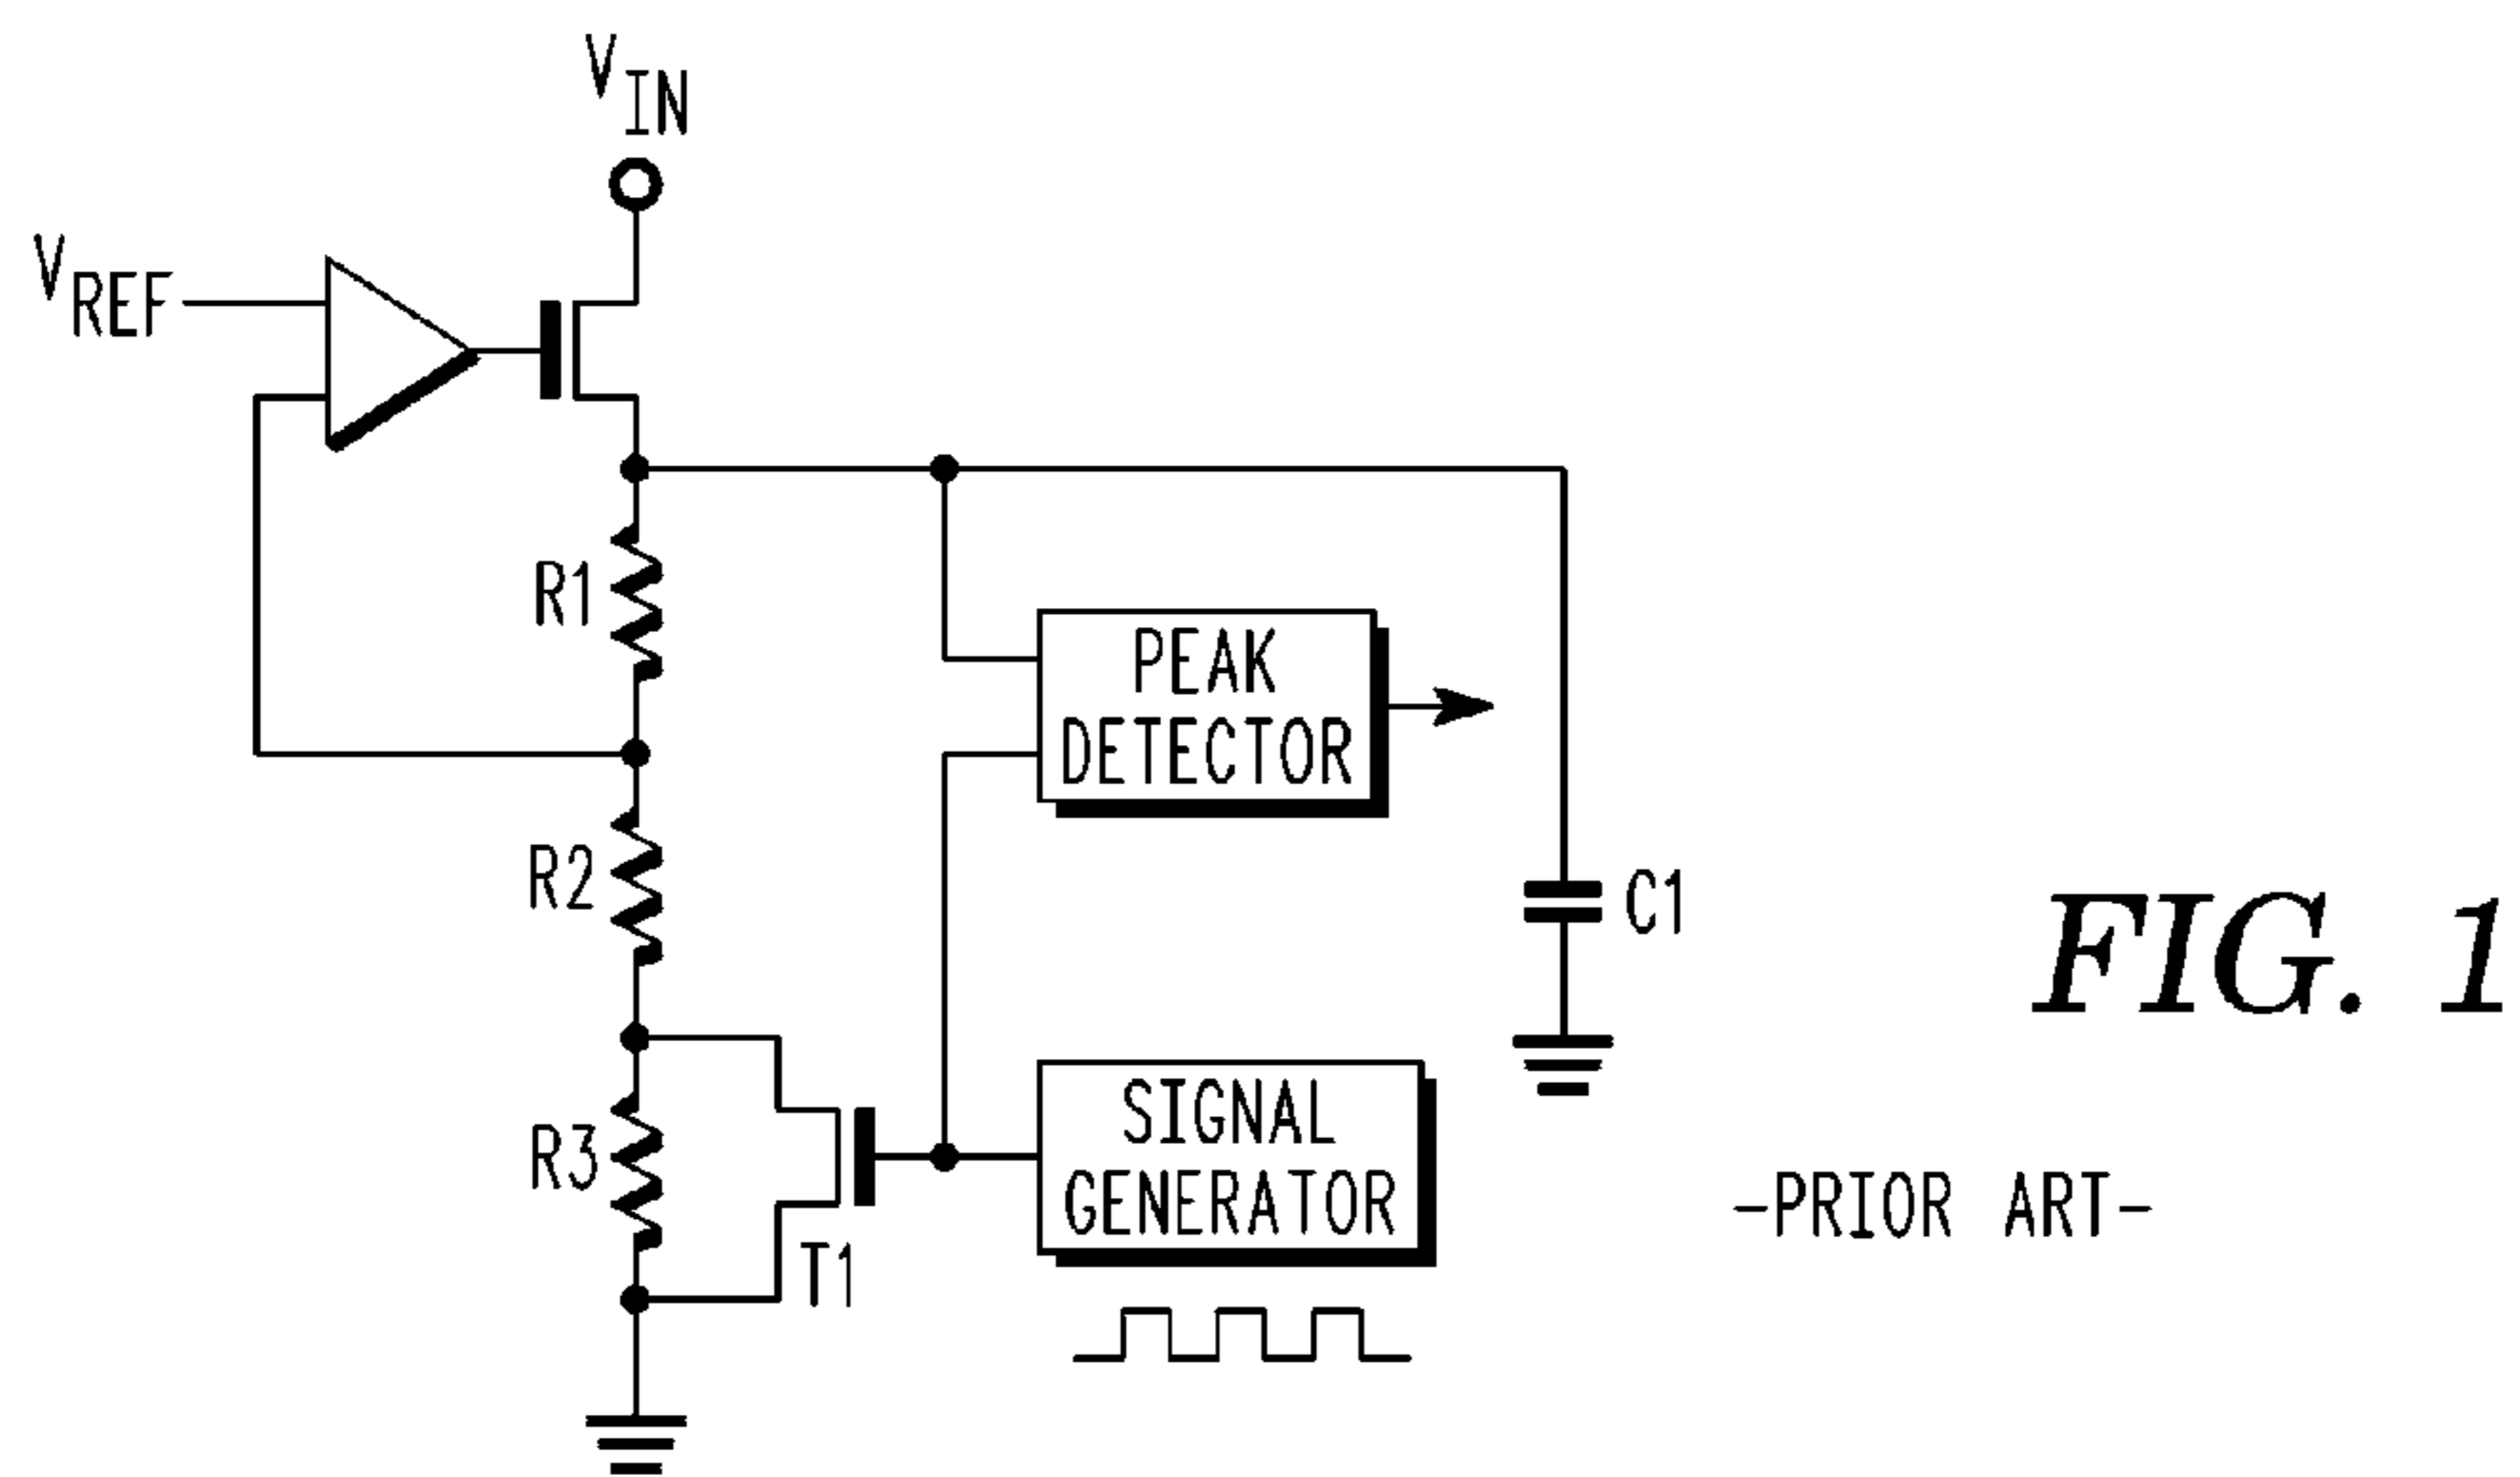 VIN
VREF
R1
PEAK
DETECTOR
R2
C1
FIG. 1
SIGNAL
GENERATOR
R3
-PRIOR ART-
T1